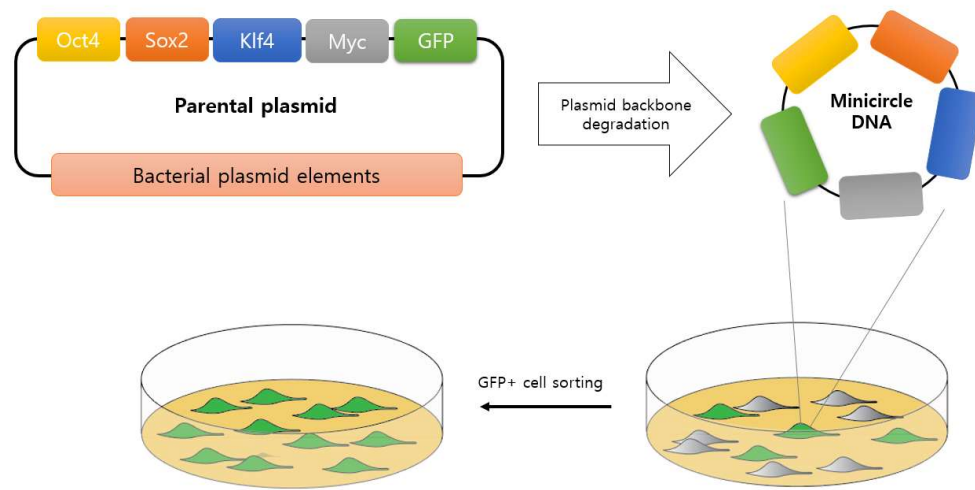 Oct4 Sox2 Klf4 Myc GFP
Parental plasmid
Bacterial plasmid elements
Plasmid backbone
degradation
Minicircle
DNA
GFP+ cell sorting